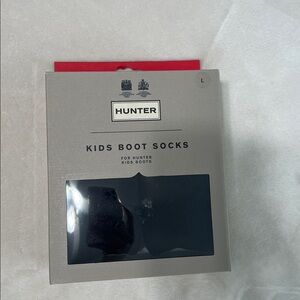 L
HUNTER
KIDS BOOT SOCKS
FOR HUNTER
KIDS BOOTS